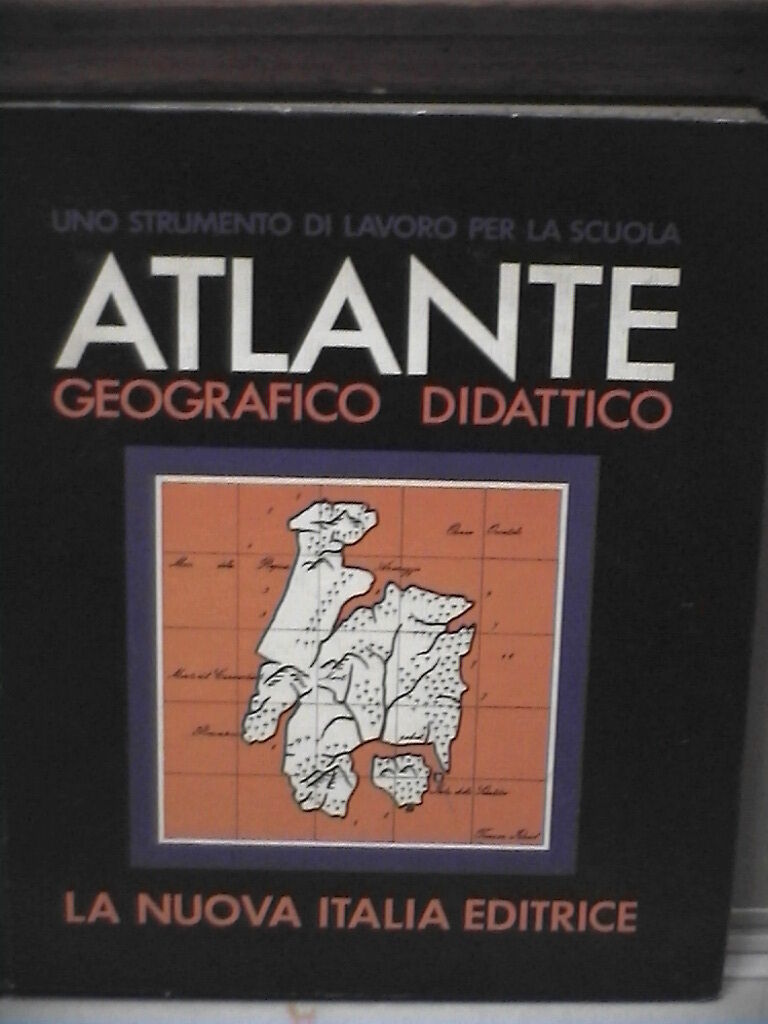 UNO STRUMENTO DI LAVORO PER LA SCUOLA
ATLANTE
GEOGRAFICO DIDATTICO
LA NUOVA ITALIA EDITRICE